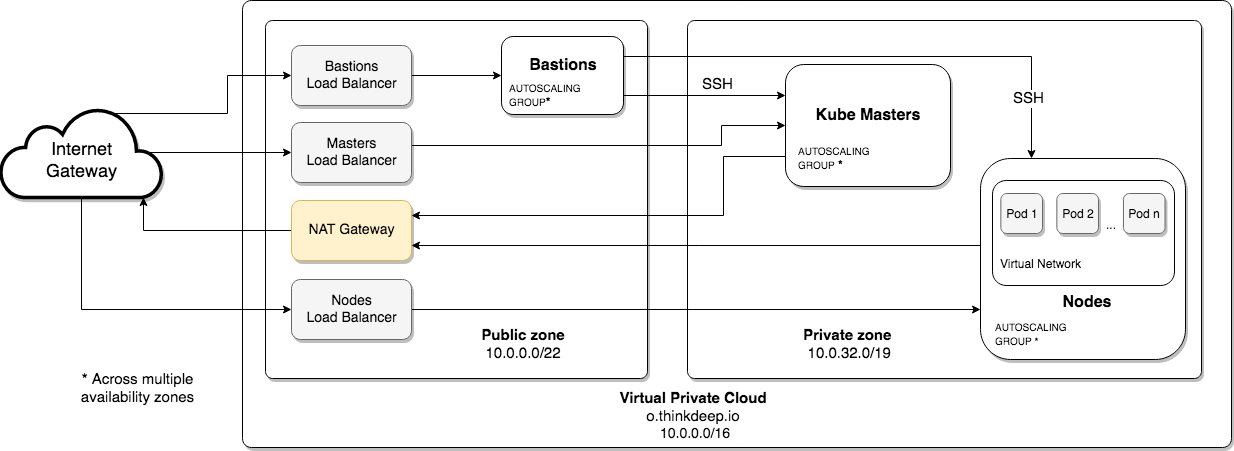 Internet
Gateway
* Across multiple
availability zones
Bastions
Load Balancer
Masters
Load Balancer
NAT Gateway
Nodes
Load Balancer
Bastions
AUTOSCALING
GROUP*
Public zone
10.0.0.0/22
SSH
SSH
Kube Masters
AUTOSCALING
GROUP *
Pod 1
Pod 2
...
Pod n
Virtual Network
Nodes
AUTOSCALING
GROUP *
Private zone
10.0.32.0/19
Virtual Private Cloud
o.thinkdeep.io
10.0.0.0/16